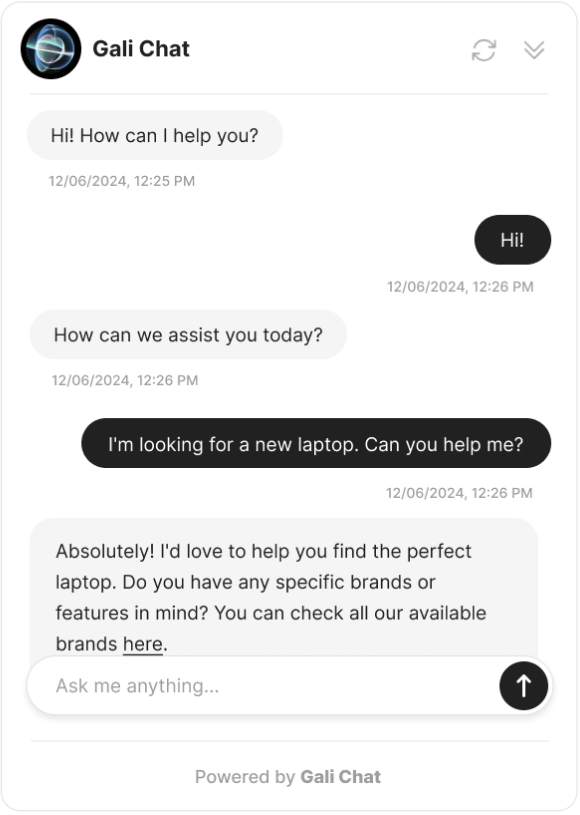 Gali Chat
Hi! How can I help you?
12/06/2024, 12:25 PM
Hi!
12/06/2024, 12:26 PM
How can we assist you today?
12/06/2024, 12:26 PM
I'm looking for a new laptop. Can you help me?
12/06/2024, 12:26 PM
Absolutely! I'd love to help you find the perfect
laptop. Do you have any specific brands or
features in mind? You can check all our available
brands here.
Ask me anything...
Powered by Gali Chat